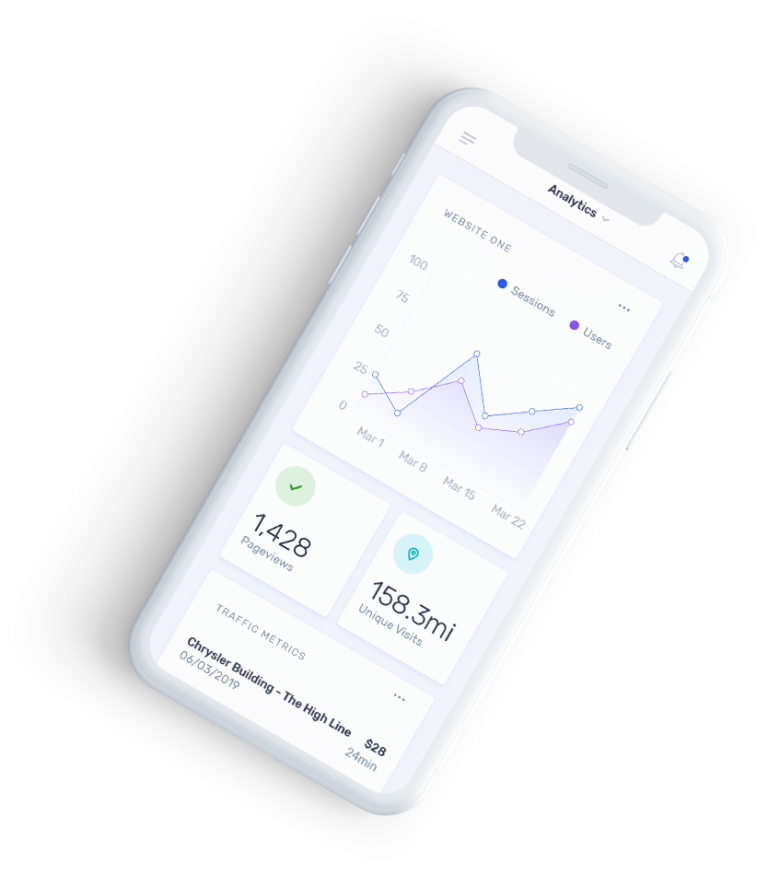 Analytics
WEBSITE ONE
Sessions
Users
100
75
50
25
0
Mar 1
Mar 8
Mar 15
Mar 22
1,428
Pageviews
158.3mi
Unique Visits
TRAFFIC METRICS
Chrysler Building - The High Line
$28
06/03/2019
24min